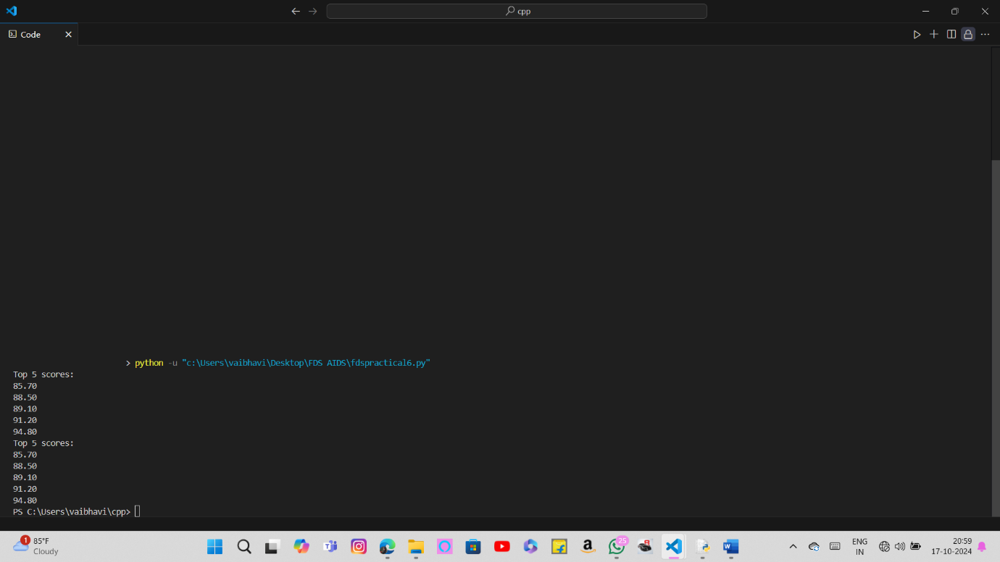 cpp
Code
> python -u "c:\Users\vaibhavi\Desktop\FDS AIDS\fdspractical6.py"
Top 5 scores:
85.70
88.50
89.10
91.20
94.80
Top 5 scores:
85.70
88.50
89.10
91.20
94.80
PS C:\Users\vaibhavi\cpp>
1
85°F
Cloudy
25
ENG
IN
20:59
17-10-2024